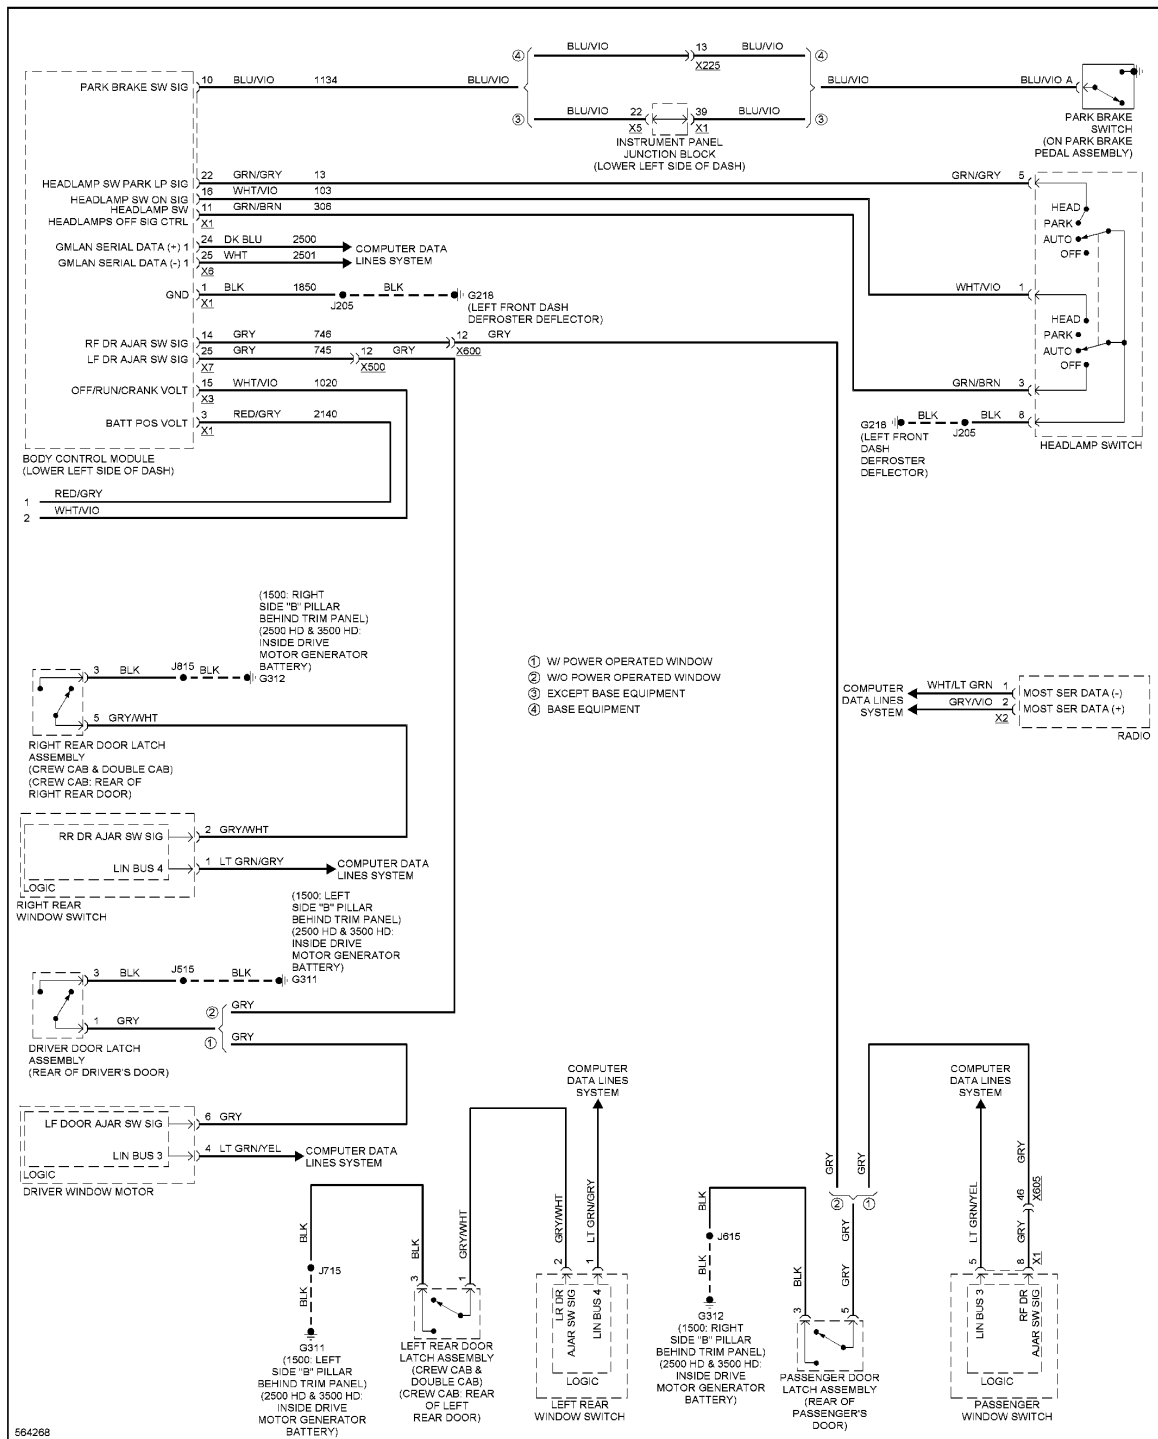 ④ BLU/VIO 13 BLU/VIO ④
X225
PARK BRAKE SW SIG 10 BLU/VIO 1134 BLU/VIO BLU/VIO BLU/VIO A
③ BLU/VIO 22 39 BLU/VIO ③
X5 X1
INSTRUMENT PANEL
JUNCTION BLOCK
(LOWER LEFT SIDE OF DASH)
PARK BRAKE
SWITCH
(ON PARK BRAKE
PEDAL ASSEMBLY)
HEADLAMP SW PARK LP SIG 22 GRN/GRY 13 GRN/GRY 5
HEADLAMP SW ON SIG 16 WHT/VIO 103
HEADLAMP SW 11 GRN/BRN 306
HEADLAMPS OFF SIG CTRL X1
HEAD
PARK
AUTO
OFF
GMLAN SERIAL DATA (+) 1 24 DK BLU 2500
GMLAN SERIAL DATA (-) 1 25 WHT 2501
X6
COMPUTER DATA
LINES SYSTEM
GND 1 BLK 1850 BLK
X1 J205
G218
(LEFT FRONT DASH
DEFROSTER DEFLECTOR)
WHT/VIO 1
HEAD
PARK
AUTO
OFF
RF DR AJAR SW SIG 14 GRY 746 12 GRY
X600
LF DR AJAR SW SIG 25 GRY 745 12 GRY
X7 X500
OFF/RUN/CRANK VOLT 15 WHT/VIO 1020
X3
GRN/BRN 3
BATT POS VOLT 3 RED/GRY 2140
X1
G218 BLK BLK 8
J205
(LEFT FRONT
DASH
DEFROSTER
DEFLECTOR)
HEADLAMP SWITCH
BODY CONTROL MODULE
(LOWER LEFT SIDE OF DASH)
1 RED/GRY
2 WHT/VIO
(1500: RIGHT
SIDE "B" PILLAR
BEHIND TRIM PANEL)
(2500 HD & 3500 HD:
INSIDE DRIVE
MOTOR GENERATOR
BATTERY)
G312
3 BLK J815 BLK
5 GRY/WHT
RIGHT REAR DOOR LATCH
ASSEMBLY
(CREW CAB & DOUBLE CAB)
(CREW CAB: REAR OF
RIGHT REAR DOOR)
① W/ POWER OPERATED WINDOW
② W/O POWER OPERATED WINDOW
③ EXCEPT BASE EQUIPMENT
④ BASE EQUIPMENT
COMPUTER
DATA LINES
SYSTEM
WHT/LT GRN 1 MOST SER DATA (-)
GRY/VIO 2 MOST SER DATA (+)
X2
RADIO
RR DR AJAR SW SIG 2 GRY/WHT
LIN BUS 4 1 LT GRN/GRY
COMPUTER DATA
LINES SYSTEM
LOGIC
RIGHT REAR
WINDOW SWITCH
(1500: LEFT
SIDE "B" PILLAR
BEHIND TRIM PANEL)
(2500 HD & 3500 HD:
INSIDE DRIVE
MOTOR GENERATOR
BATTERY)
G311
3 BLK J515 BLK
② GRY
1 GRY
① GRY
DRIVER DOOR LATCH
ASSEMBLY
(REAR OF DRIVER'S DOOR)
LF DOOR AJAR SW SIG 6 GRY
LIN BUS 3 4 LT GRN/YEL
COMPUTER DATA
LINES SYSTEM
LOGIC
DRIVER WINDOW MOTOR
BLK
J715
BLK
G311
(1500: LEFT
SIDE "B" PILLAR
BEHIND TRIM PANEL)
(2500 HD & 3500 HD:
INSIDE DRIVE
MOTOR GENERATOR
BATTERY)
BLK
3
GRY/WHT
1
LEFT REAR DOOR
LATCH ASSEMBLY
(CREW CAB &
DOUBLE CAB)
(CREW CAB: REAR
OF LEFT
REAR DOOR)
COMPUTER
DATA LINES
SYSTEM
GRY/WHT
2
LT GRN/GRY
1
LR DR
AJAR SW SIG
LIN BUS 4
LOGIC
LEFT REAR
WINDOW SWITCH
BLK
J615
BLK
G312
(1500: RIGHT
SIDE "B" PILLAR
BEHIND TRIM PANEL)
(2500 HD & 3500 HD:
INSIDE DRIVE
MOTOR GENERATOR
BATTERY)
GRY
GRY
② ①
GRY
BLK
3
GRY
5
PASSENGER DOOR
LATCH ASSEMBLY
(REAR OF
PASSENGER'S
DOOR)
COMPUTER
DATA LINES
SYSTEM
LT GRN/YEL
5
GRY
46 X605
GRY
8 X1
LIN BUS 3
RF DR
AJAR SW SIG
LOGIC
PASSENGER
WINDOW SWITCH
564268